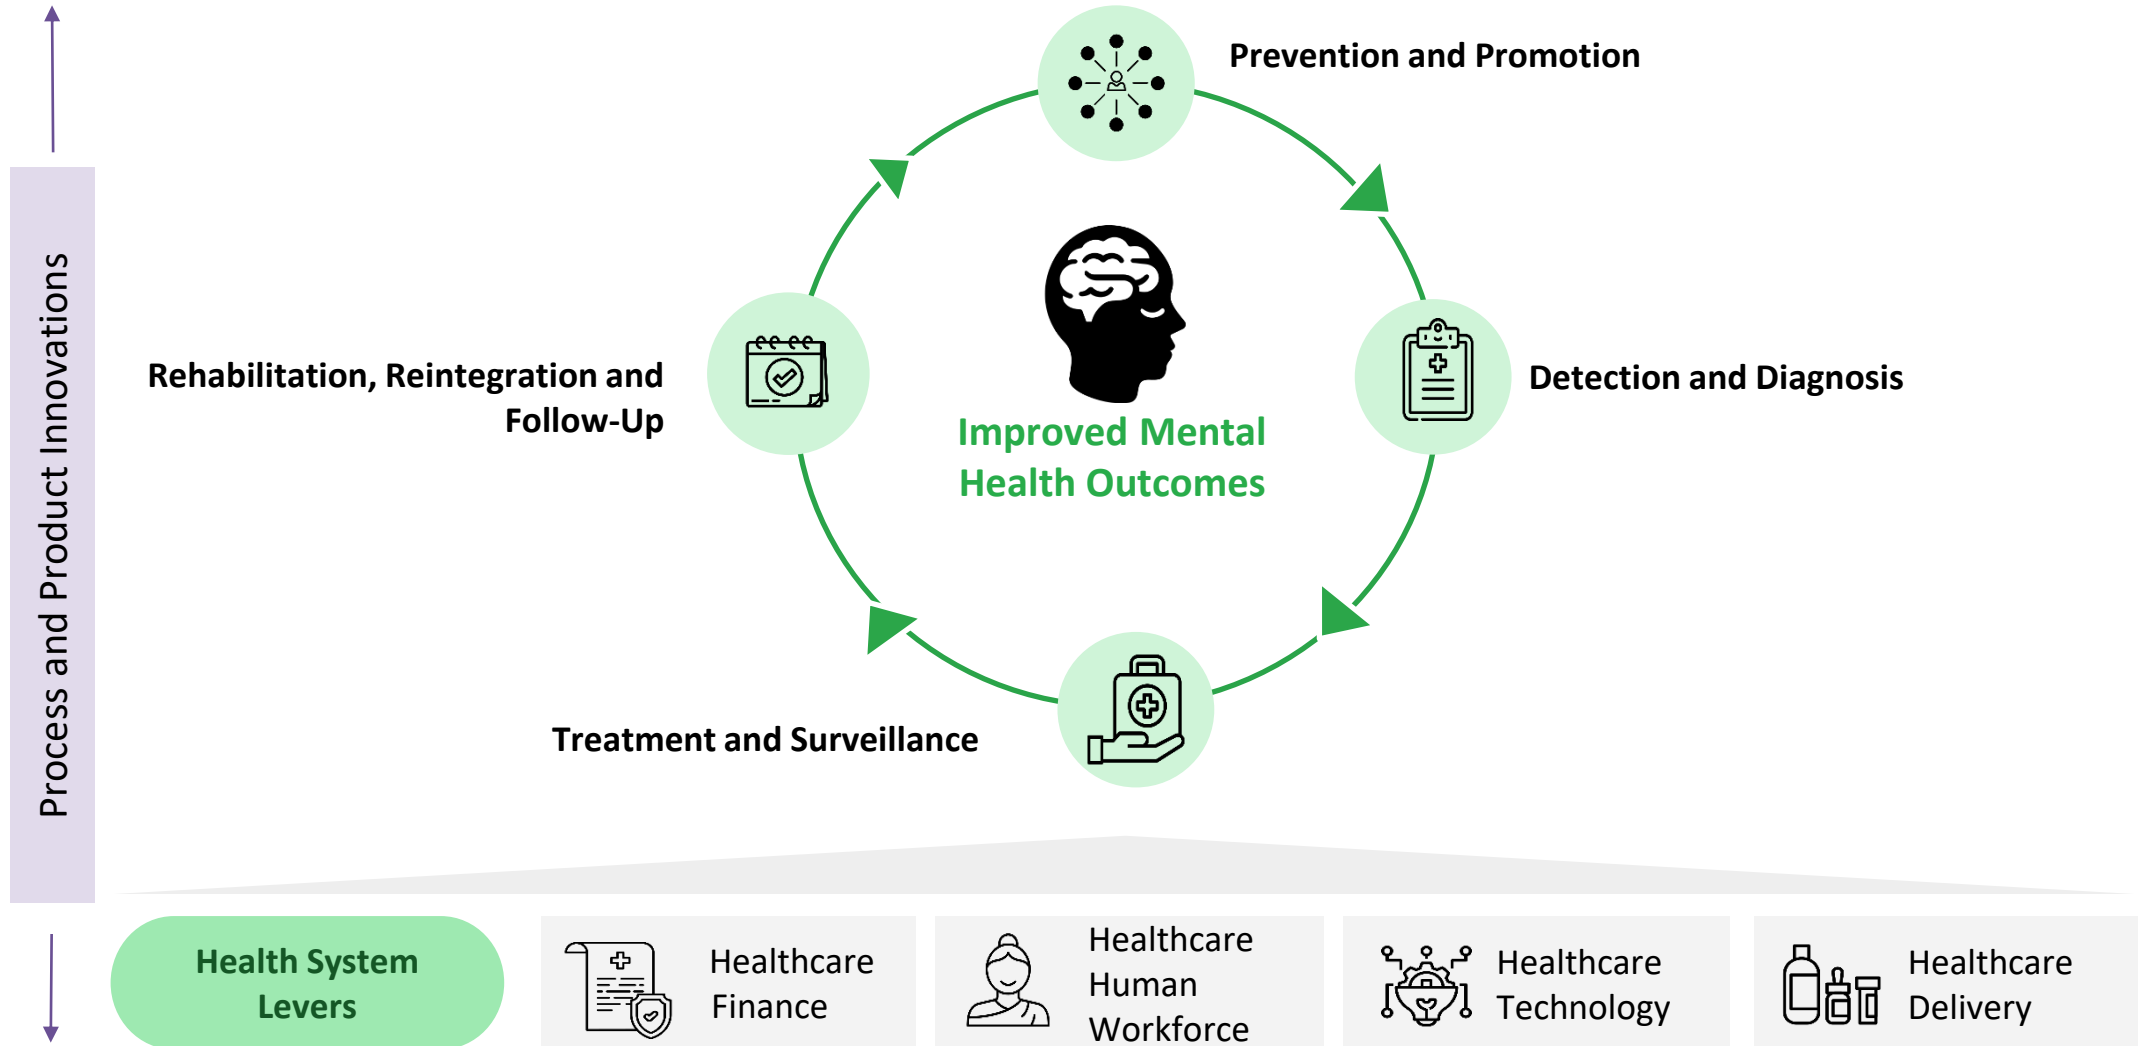 Process and Product Innovations
Prevention and Promotion
Rehabilitation, Reintegration and
Follow-Up
Detection and Diagnosis
Improved Mental
Health Outcomes
Treatment and Surveillance
Health System
Levers
Healthcare
Finance
Healthcare
Human
Workforce
Healthcare
Technology
Healthcare
Delivery